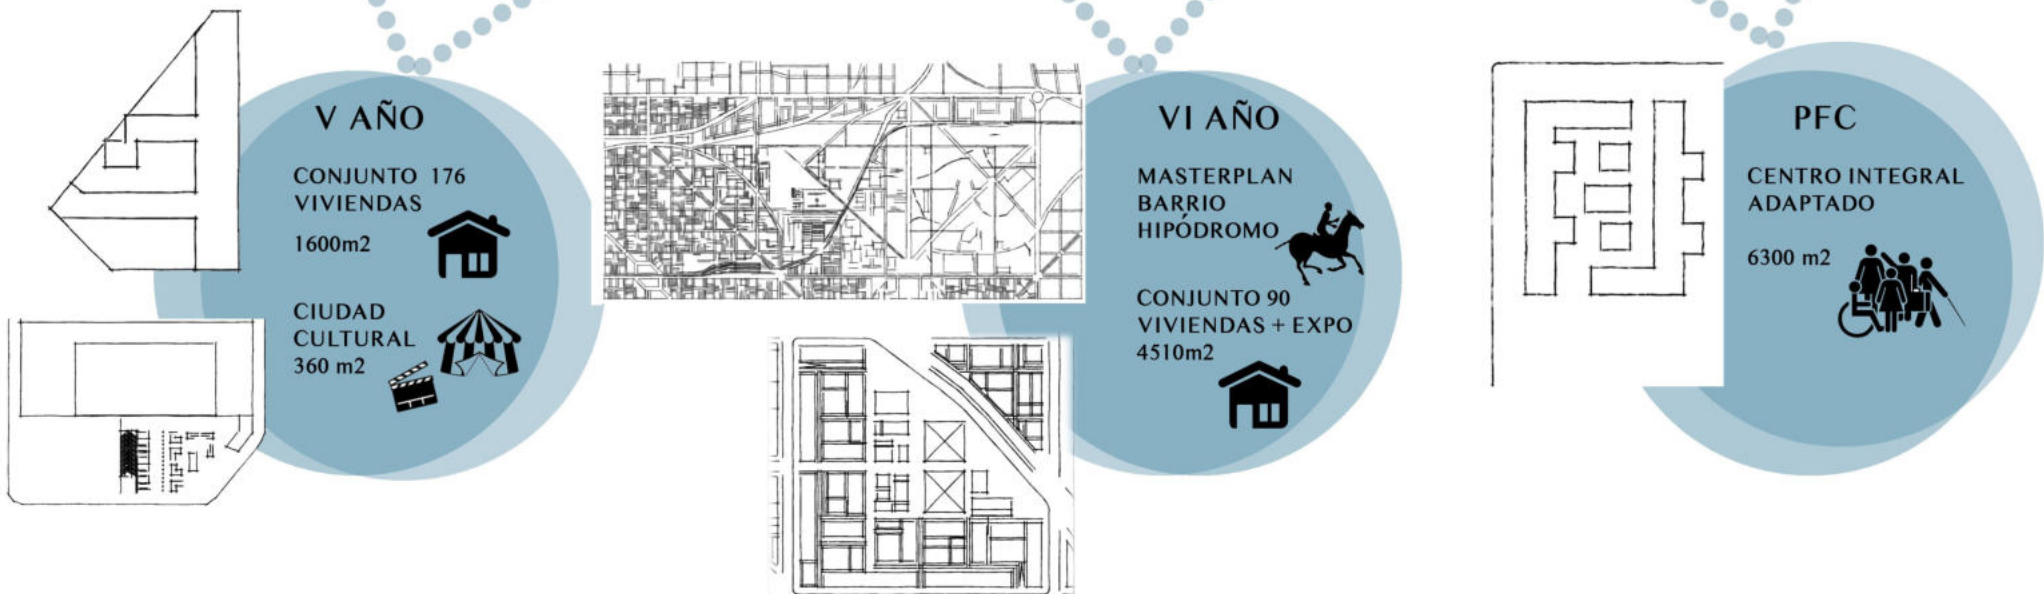 V AÑO
CONJUNTO 176
VIVIENDAS
1600m2
CIUDAD
CULTURAL
360 m2
VI AÑO
MASTERPLAN
BARRIO
HIPÓDROMO
CONJUNTO 90
VIVIENDAS + EXPO
4510m2
PFC
CENTRO INTEGRAL
ADAPTADO
6300 m2